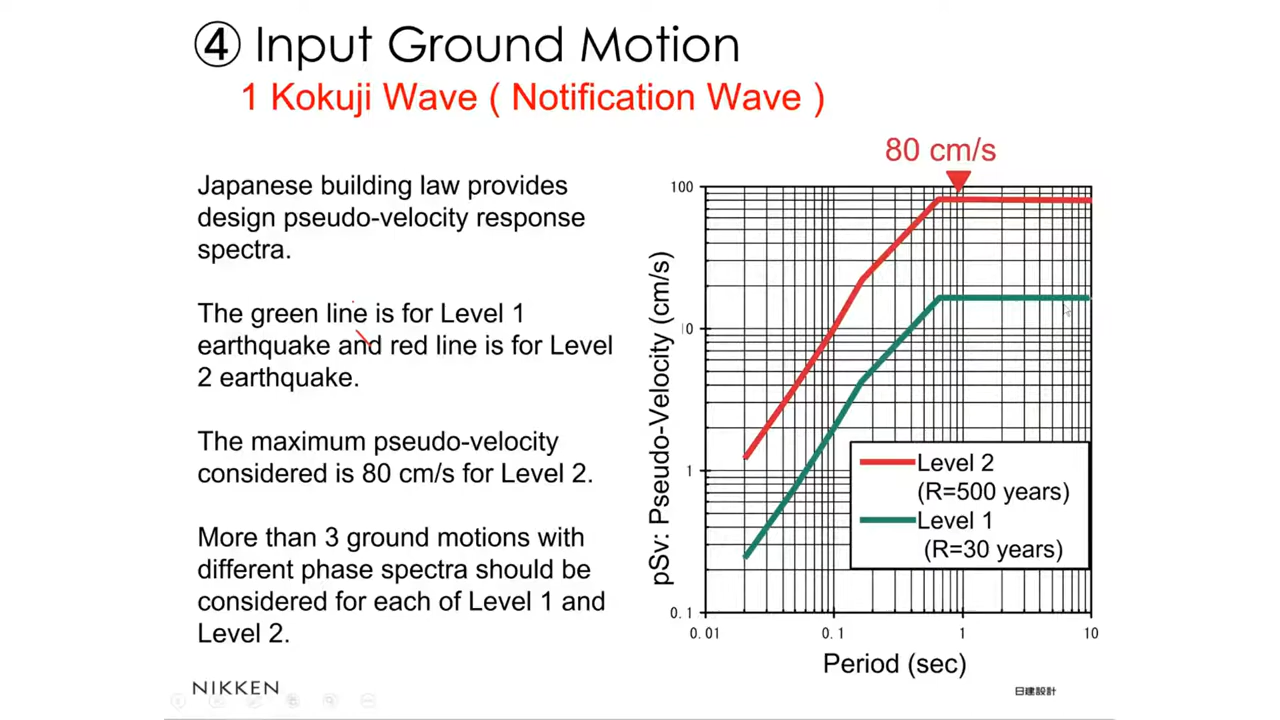 ④ Input Ground Motion
1 Kokuji Wave ( Notification Wave )
Japanese building law provides
design pseudo-velocity response
spectra.
The green line is for Level 1
earthquake and red line is for Level
2 earthquake.
The maximum pseudo-velocity
considered is 80 cm/s for Level 2.
More than 3 ground motions with
different phase spectra should be
considered for each of Level 1 and
Level 2.
80 cm/s
pSv: Pseudo-Velocity (cm/s)
100
10
1
0.1
Level 2
(R=500 years)
Level 1
(R=30 years)
0.01 0.1 1 10
Period (sec)
NIKKEN
日建設計